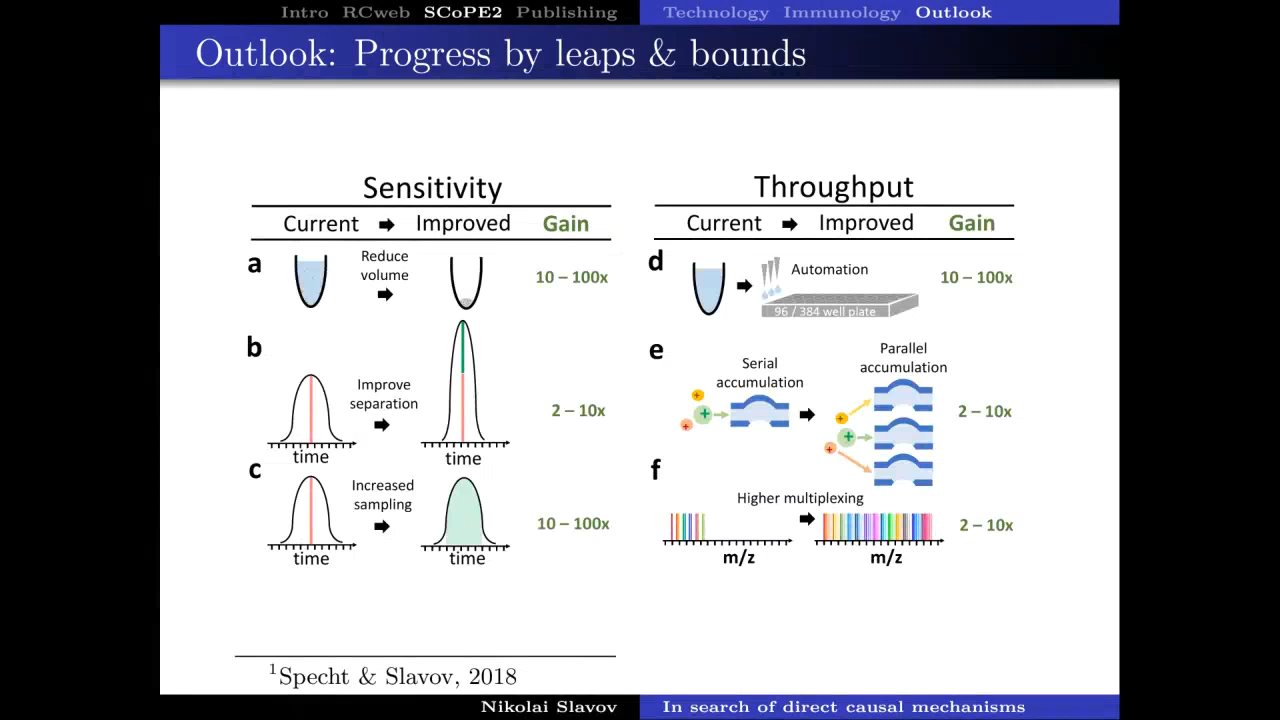 Intro RCweb SCoPE2 Publishing
Technology Immunology Outlook
Outlook: Progress by leaps & bounds
Sensitivity
Current Improved Gain
a
Reduce
volume
10 – 100x
b
Improve
separation
2 – 10x
time
time
c
Increased
sampling
10 – 100x
time
time
Throughput
Current Improved Gain
d
Automation
96 / 384 well plate
10 – 100x
e
Serial
accumulation
Parallel
accumulation
+
+
+
+
+
+
2 – 10x
f
Higher multiplexing
2 – 10x
m/z
m/z
1Specht & Slavov, 2018
Nikolai Slavov
In search of direct causal mechanisms